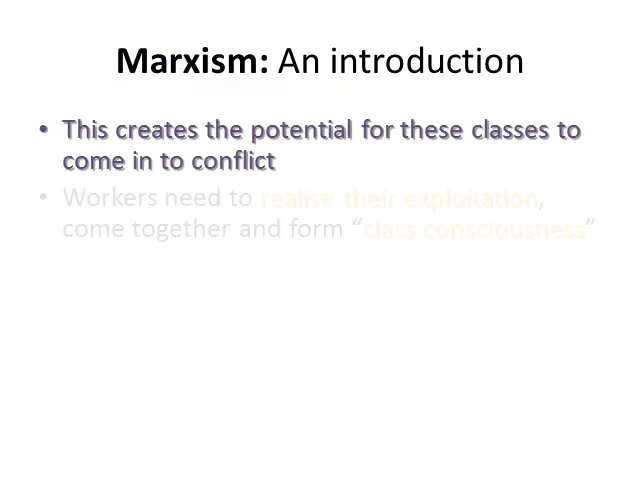 Marxism: An introduction
• This creates the potential for these classes to
come in to conflict
• Workers need to realise their exploitation,
come together and form “class consciousness”